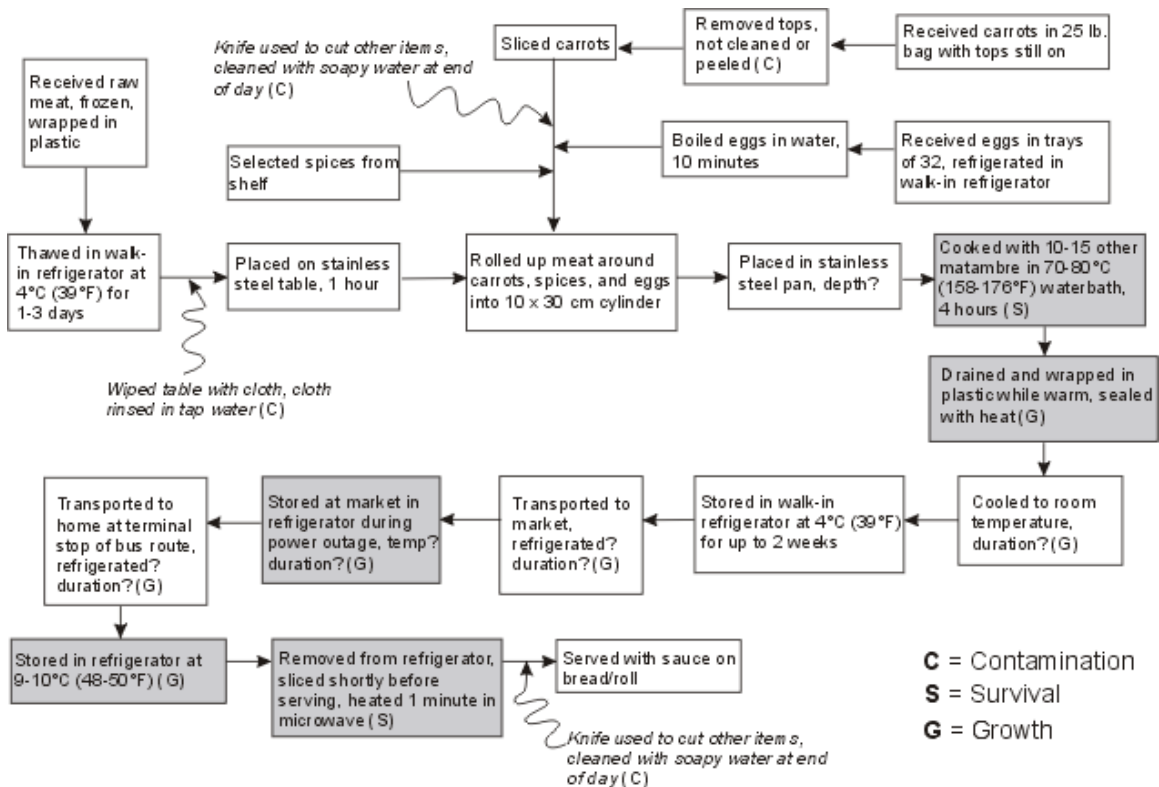 Knife used to cut other items,
cleaned with soapy water at end
of day (C)
Sliced carrots
Removed tops,
not cleaned or
peeled (C)
Received carrots in 25 lb.
bag with tops still on
Received raw
meat, frozen,
wrapped in
plastic
Selected spices from
shelf
Boiled eggs in water,
10 minutes
Received eggs in trays
of 32, refrigerated in
walk-in refrigerator
Thawed in walk-
in refrigerator at
4°C (39°F) for
1-3 days
Placed on stainless
steel table, 1 hour
Rolled up meat around
carrots, spices, and eggs
into 10 x 30 cm cylinder
Placed in stainless
steel pan, depth?
Cooked with 10-15 other
matambre in 70-80°C
(158-176°F) waterbath,
4 hours (S)
Wiped table with cloth, cloth
rinsed in tap water (C)
Drained and wrapped in
plastic while warm, sealed
with heat (G)
Cooled to room
temperature,
duration? (G)
Stored in walk-in
refrigerator at 4°C (39°F)
for up to 2 weeks
Transported to
market,
refrigerated?
duration? (G)
Stored at market in
refrigerator during
power outage, temp?
duration? (G)
Transported to
home at terminal
stop of bus route,
refrigerated?
duration? (G)
Stored in refrigerator at
9-10°C (48-50°F) (G)
Removed from refrigerator,
sliced shortly before
serving, heated 1 minute in
microwave (S)
Served with sauce on
bread/roll
Knife used to cut other items,
cleaned with soapy water at end
of day (C)
C = Contamination
S = Survival
G = Growth